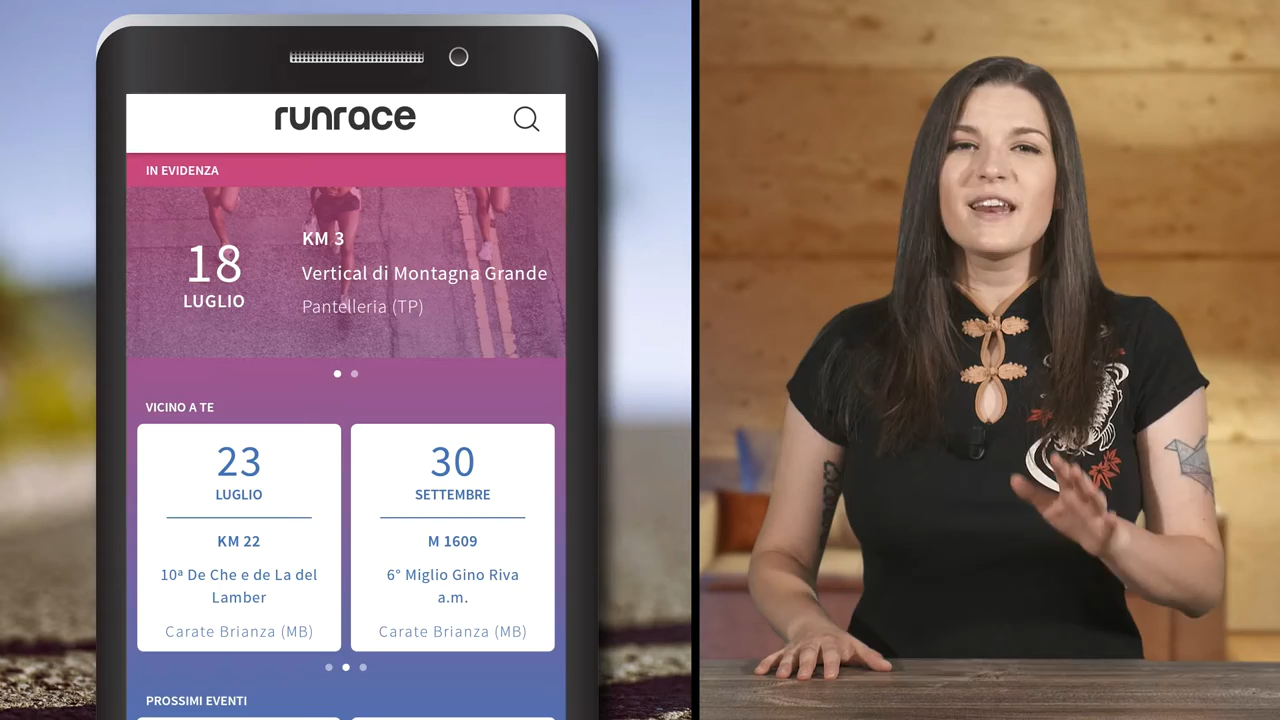 runrace
IN EVIDENZA
18
LUGLIO
KM 3
Vertical di Montagna Grande
Pantelleria (TP)
VICINO A TE
23
LUGLIO
KM 22
10ª De Che e de La del
Lamber
Carate Brianza (MB)
30
SETTEMBRE
M 1609
6° Miglio Gino Riva
a.m.
Carate Brianza (MB)
PROSSIMI EVENTI